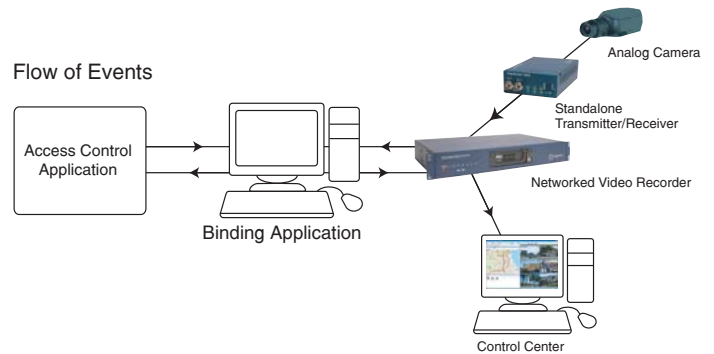 Flow of Events
Analog Camera
Standalone
Transmitter/Receiver
Access Control
Application
Networked Video Recorder
Binding Application
Control Center